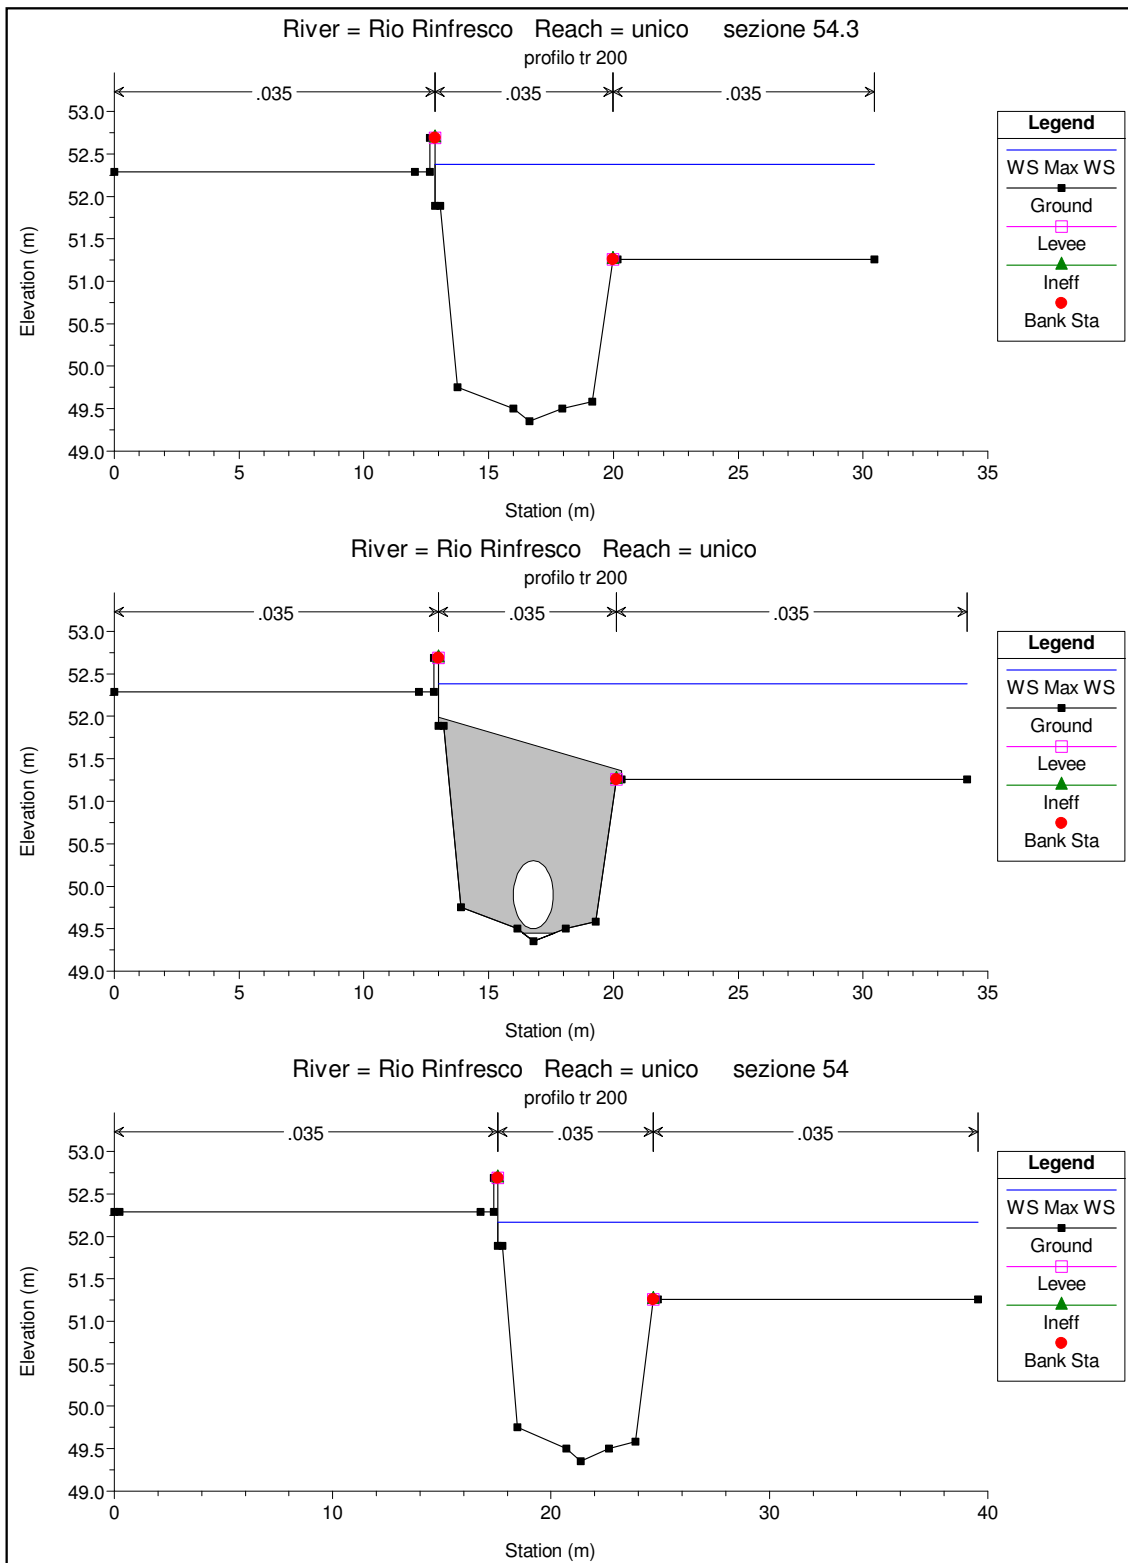 River = Rio Rinfresco Reach = unico sezione 54.3
profilo tr 200
.035 .035 .035
53.0
52.5
52.0
51.5
51.0
50.5
50.0
49.5
49.0
Elevation (m)
0 5 10 15 20 25 30 35
Station (m)
Legend
WS Max WS
Ground
Levee
Ineff
Bank Sta
River = Rio Rinfresco Reach = unico
profilo tr 200
.035 .035 .035
53.0
52.5
52.0
51.5
51.0
50.5
50.0
49.5
49.0
Elevation (m)
0 5 10 15 20 25 30 35
Station (m)
Legend
WS Max WS
Ground
Levee
Ineff
Bank Sta
River = Rio Rinfresco Reach = unico sezione 54
profilo tr 200
.035 .035 .035
53.0
52.5
52.0
51.5
51.0
50.5
50.0
49.5
49.0
Elevation (m)
0 10 20 30 40
Station (m)
Legend
WS Max WS
Ground
Levee
Ineff
Bank Sta